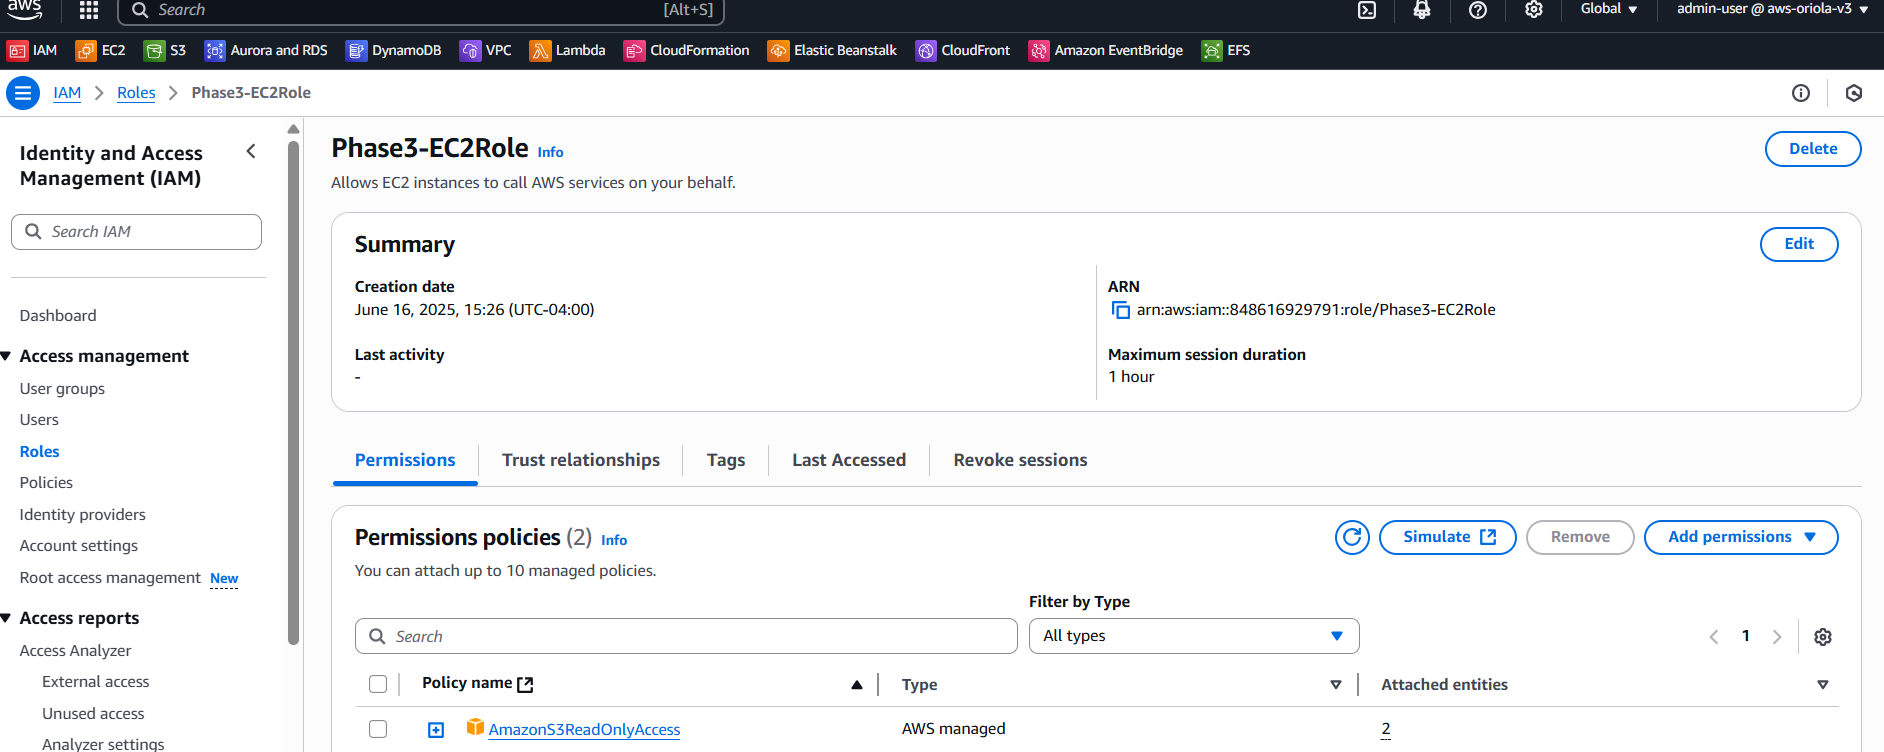 aws
Search [Alt+S]
Global
admin-user @ aws-oriola-v3
IAM EC2 S3 Aurora and RDS DynamoDB VPC Lambda CloudFormation Elastic Beanstalk CloudFront Amazon EventBridge EFS
IAM Roles Phase3-EC2Role
Identity and Access
Management (IAM)
Search IAM
Dashboard
Access management
User groups
Users
Roles
Policies
Identity providers
Account settings
Root access management New
Access reports
Access Analyzer
External access
Unused access
Analyzer settings
Phase3-EC2Role Info
Delete
Allows EC2 instances to call AWS services on your behalf.
Summary
Edit
Creation date
June 16, 2025, 15:26 (UTC-04:00)
ARN
arn:aws:iam::848616929791:role/Phase3-EC2Role
Last activity
-
Maximum session duration
1 hour
Permissions Trust relationships Tags Last Accessed Revoke sessions
Permissions policies (2) Info
Simulate Remove Add permissions
You can attach up to 10 managed policies.
Filter by Type
Search
All types
1
Policy name Type Attached entities
AmazonS3ReadOnlyAccess AWS managed 2